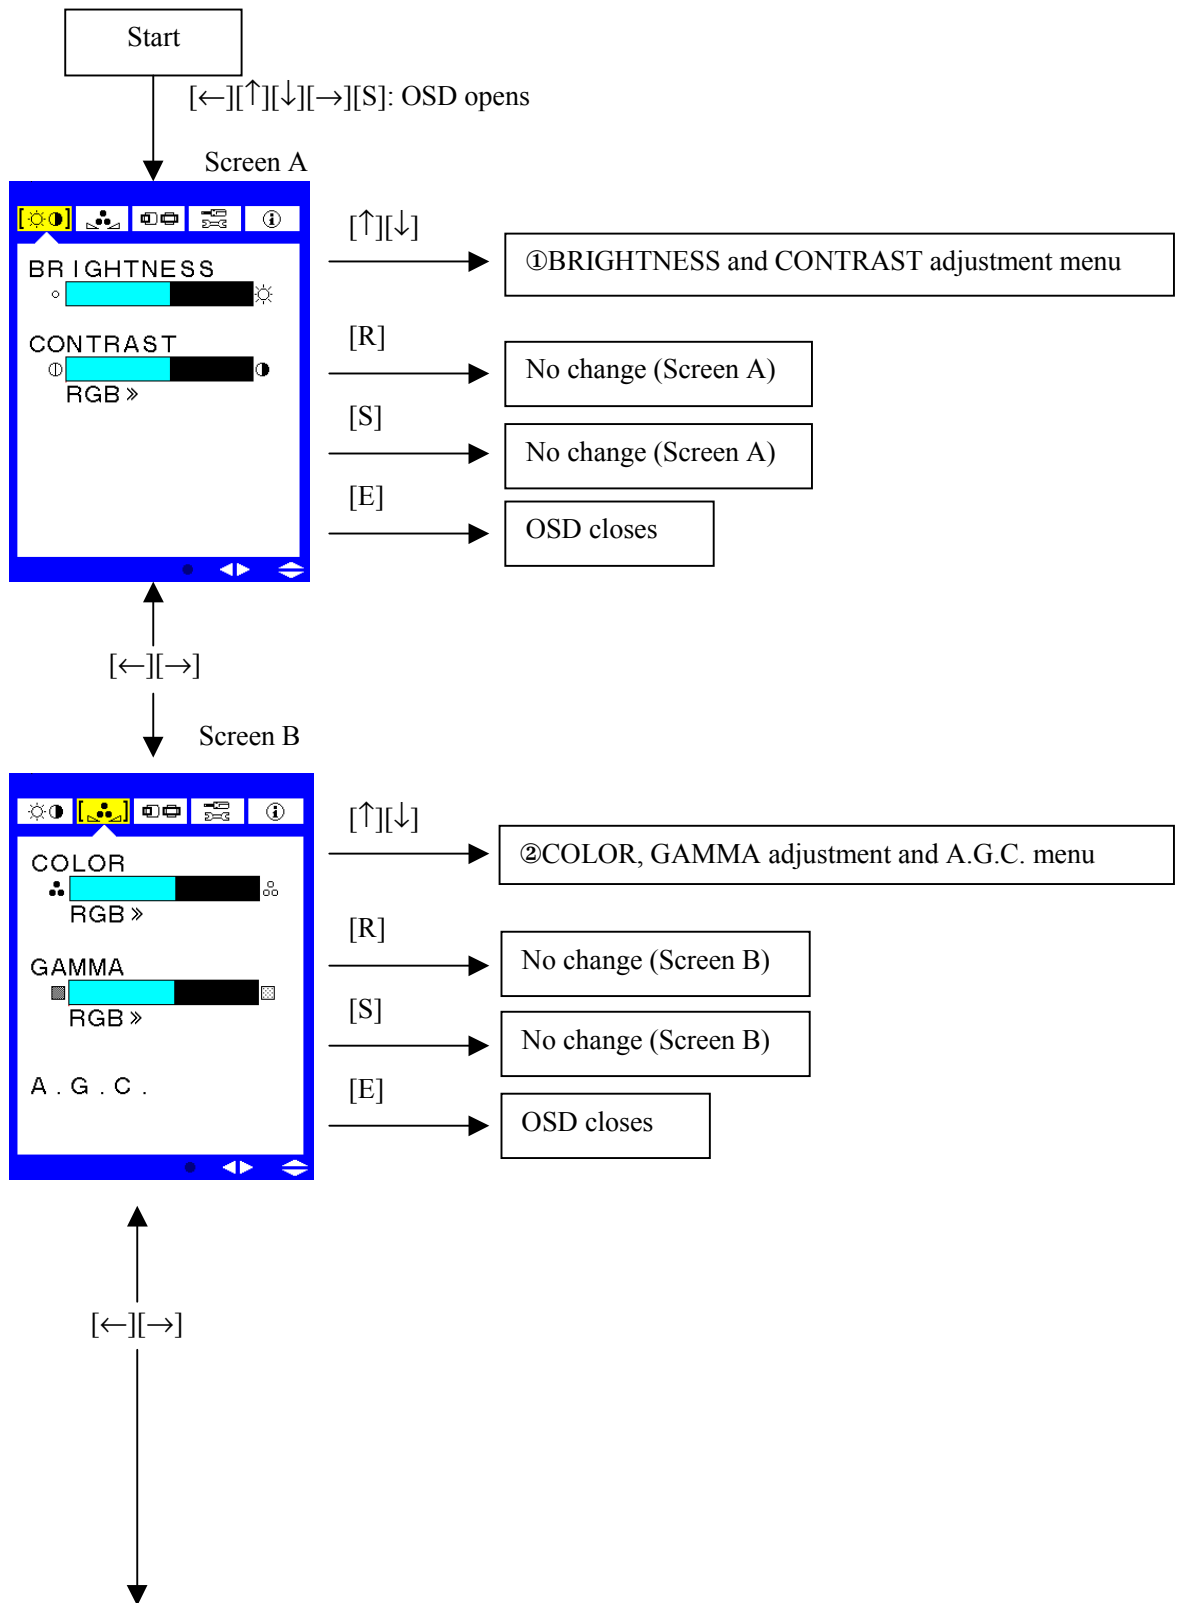 Start
[←][↑][↓][→][S]: OSD opens
Screen A
BRIGHTNESS
CONTRAST
RGB»
[↑][↓]
①BRIGHTNESS and CONTRAST adjustment menu
[R]
No change (Screen A)
[S]
No change (Screen A)
[E]
OSD closes
[←][→]
Screen B
COLOR
RGB»
GAMMA
RGB»
A.G.C.
[↑][↓]
②COLOR, GAMMA adjustment and A.G.C. menu
[R]
No change (Screen B)
[S]
No change (Screen B)
[E]
OSD closes
[←][→]